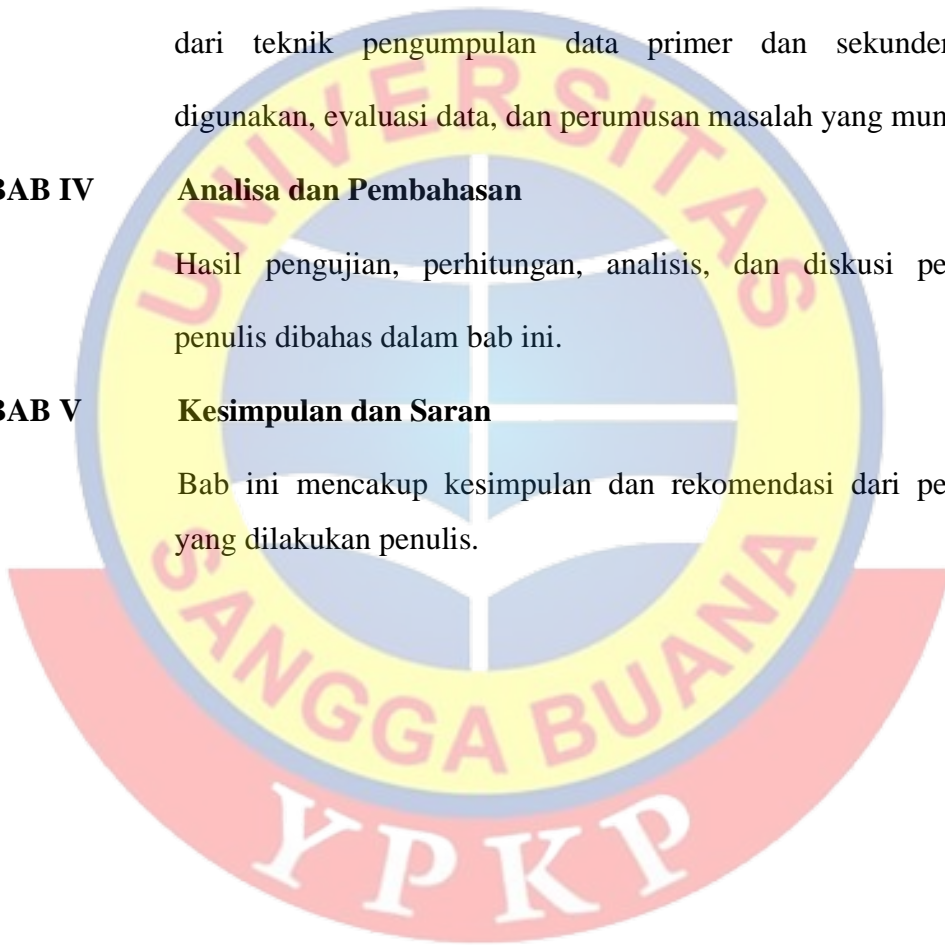 dari teknik pengumpulan data primer dan sekunder
digunakan, evaluasi data, dan perumusan masalah yang mun
BAB IV Analisa dan Pembahasan
Hasil pengujian, perhitungan, analisis, dan diskusi pe
penulis dibahas dalam bab ini.
BAB V Kesimpulan dan Saran
Bab ini mencakup kesimpulan dan rekomendasi dari pe
yang dilakukan penulis.
UNIVERSITAS
SANGGA BUANA
YPKP